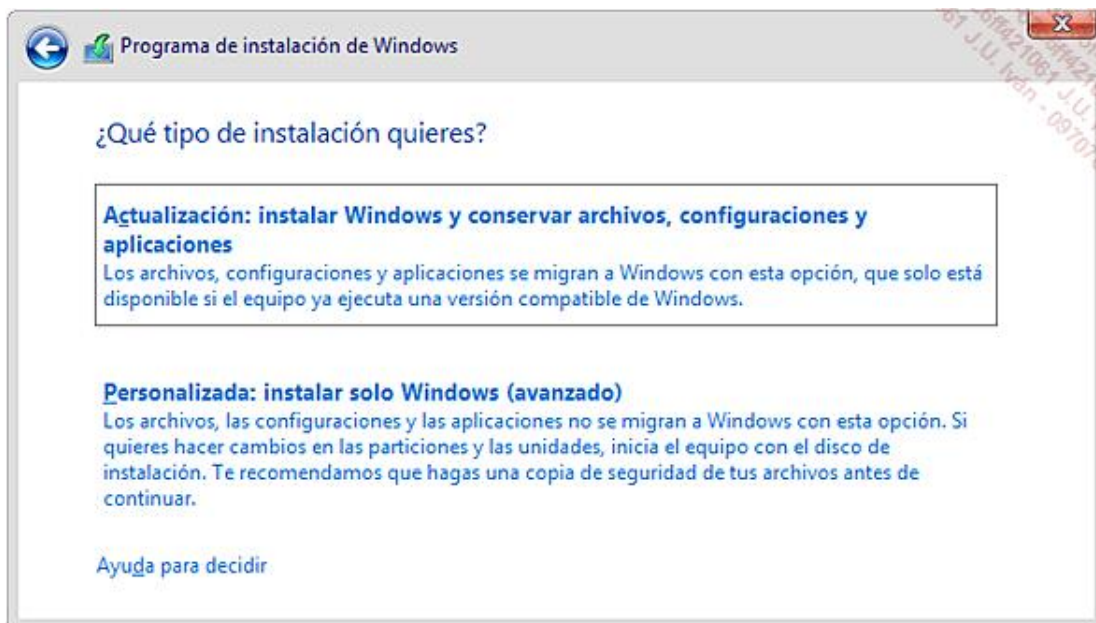 Programa de instalación de Windows
¿Qué tipo de instalación quieres?
Actualización: instalar Windows y conservar archivos, configuraciones y
aplicaciones
Los archivos, configuraciones y aplicaciones se migran a Windows con esta opción, que solo está
disponible si el equipo ya ejecuta una versión compatible de Windows.
Personalizada: instalar solo Windows (avanzado)
Los archivos, las configuraciones y las aplicaciones no se migran a Windows con esta opción. Si
quieres hacer cambios en las particiones y las unidades, inicia el equipo con el disco de
instalación. Te recomendamos que hagas una copia de seguridad de tus archivos antes de
continuar.
Ayuda para decidir
J.U. Iván